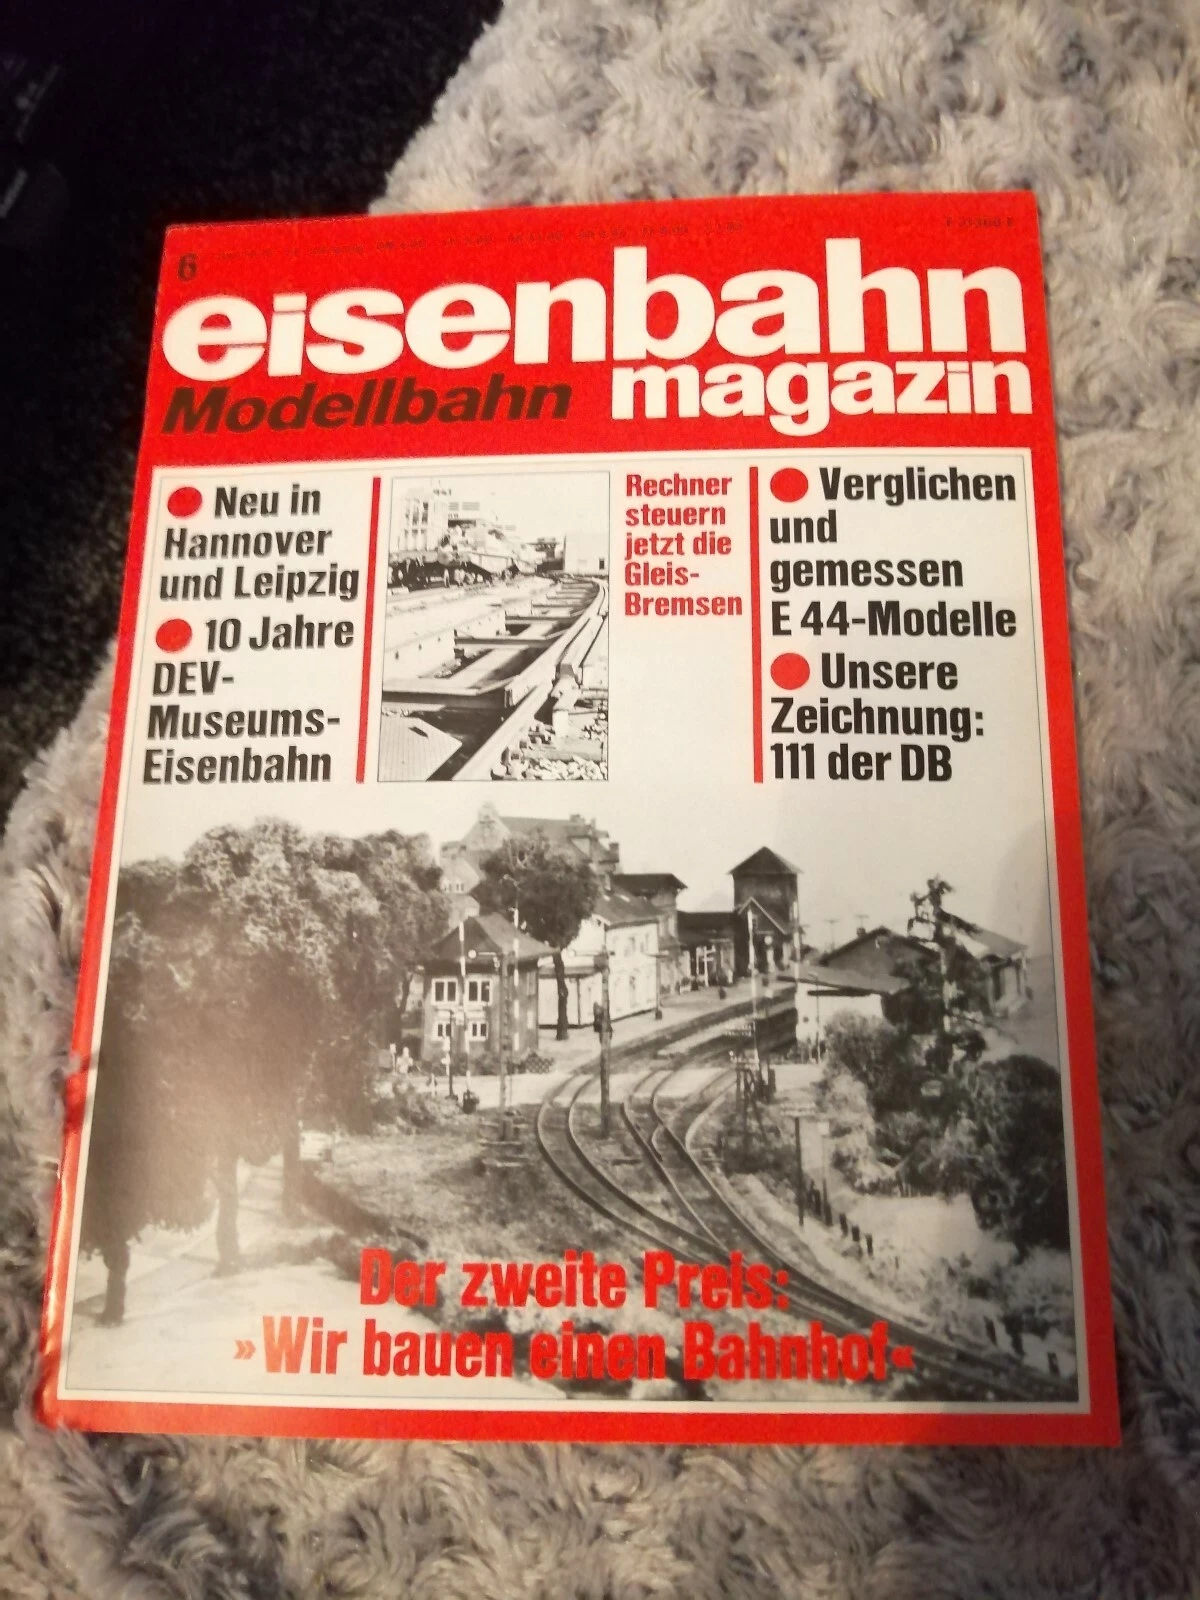 6
eisenbahn
Modellbahn magazin
Neu in
Hannover
und Leipzig
10 Jahre
DEV-
Museums-
Eisenbahn
Rechner
steuern
jetzt die
Gleis-
Bremsen
Verglichen
und
gemessen
E 44-Modelle
Unsere
Zeichnung:
111 der DB
Der zweite Preis:
»Wir bauen einen Bahnhof«